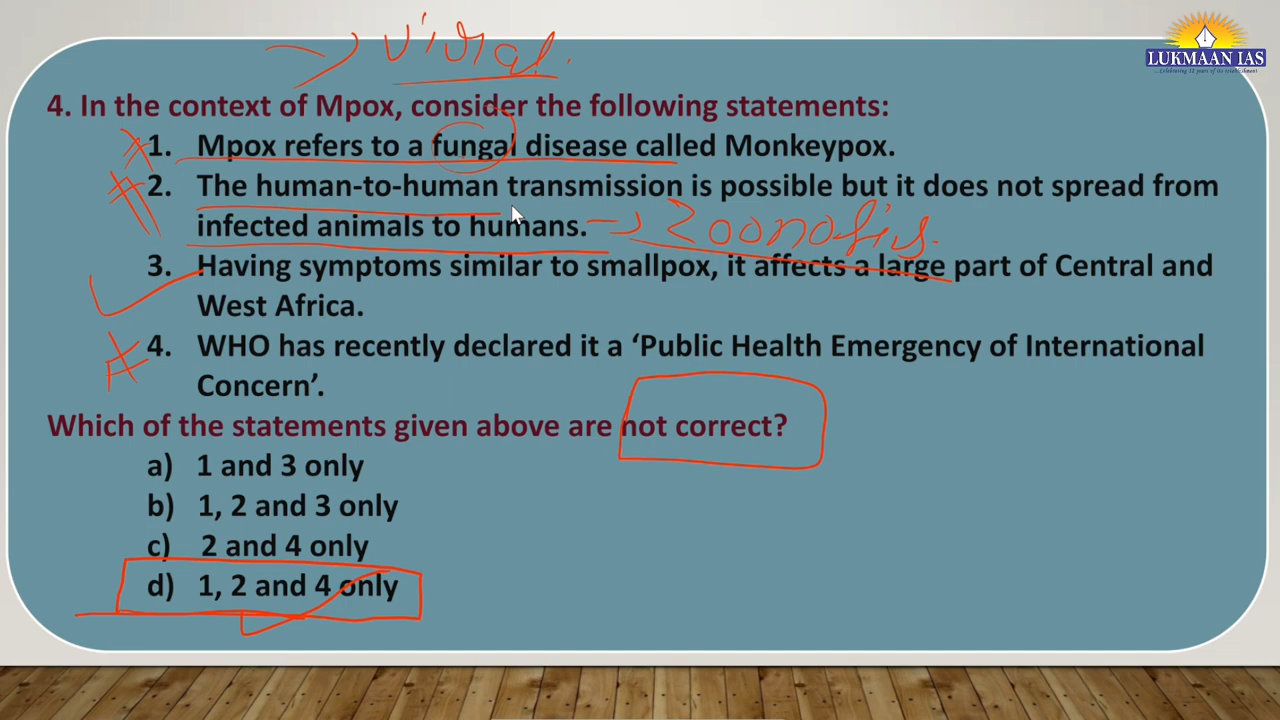 viral.
LUKMAAN IAS
4. In the context of Mpox, consider the following statements:
1. Mpox refers to a fungal disease called Monkeypox.
2. The human-to-human transmission is possible but it does not spread from
infected animals to humans.
3. Having symptoms similar to smallpox, it affects a large part of Central and
West Africa.
4. WHO has recently declared it a ‘Public Health Emergency of International
Concern’.
Which of the statements given above are not correct?
a) 1 and 3 only
b) 1, 2 and 3 only
c) 2 and 4 only
d) 1, 2 and 4 only